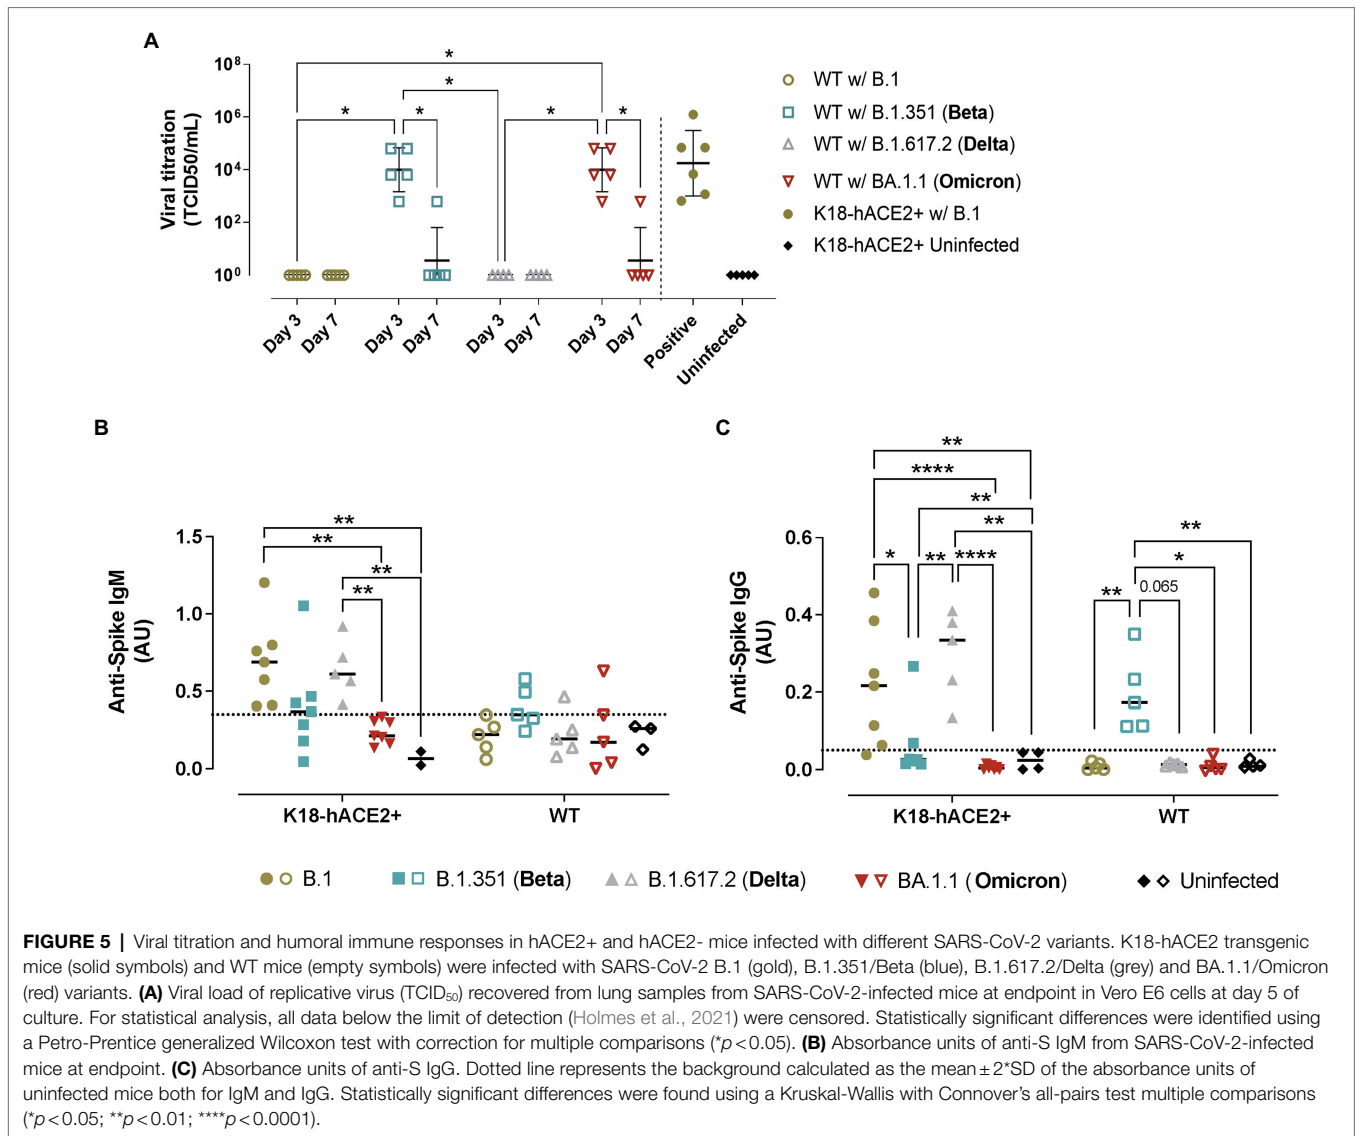 A
10⁸
10⁶
10⁴
10²
10⁰
Viral titration
(TCID50/mL)
*
*
* * * *
Day 3 Day 7 Day 3 Day 7 Day 3 Day 7 Day 3 Day 7 Positive Uninfected
WT w/ B.1
WT w/ B.1.351 (Beta)
WT w/ B.1.617.2 (Delta)
WT w/ BA.1.1 (Omicron)
K18-hACE2+ w/ B.1
K18-hACE2+ Uninfected
B
Anti-Spike IgM
(AU)
1.5
1.0
0.5
0.0
**
**
**
**
K18-hACE2+ WT
C
Anti-Spike IgG
(AU)
0.6
0.4
0.2
0.0
**
****
**
**
* ** ****
**
*
** 0.065
K18-hACE2+ WT
B.1 B.1.351 (Beta) B.1.617.2 (Delta) BA.1.1 (Omicron) Uninfected
FIGURE 5 | Viral titration and humoral immune responses in hACE2+ and hACE2- mice infected with different SARS-CoV-2 variants. K18-hACE2 transgenic
mice (solid symbols) and WT mice (empty symbols) were infected with SARS-CoV-2 B.1 (gold), B.1.351/Beta (blue), B.1.617.2/Delta (grey) and BA.1.1/Omicron
(red) variants. (A) Viral load of replicative virus (TCID₅₀) recovered from lung samples from SARS-CoV-2-infected mice at endpoint in Vero E6 cells at day 5 of
culture. For statistical analysis, all data below the limit of detection (Holmes et al., 2021) were censored. Statistically significant differences were identified using
a Petro-Prentice generalized Wilcoxon test with correction for multiple comparisons (*p<0.05). (B) Absorbance units of anti-S IgM from SARS-CoV-2-infected
mice at endpoint. (C) Absorbance units of anti-S IgG. Dotted line represents the background calculated as the mean±2*SD of the absorbance units of
uninfected mice both for IgM and IgG. Statistically significant differences were found using a Kruskal-Wallis with Connover's all-pairs test multiple comparisons
(*p<0.05; **p<0.01; ****p<0.0001).